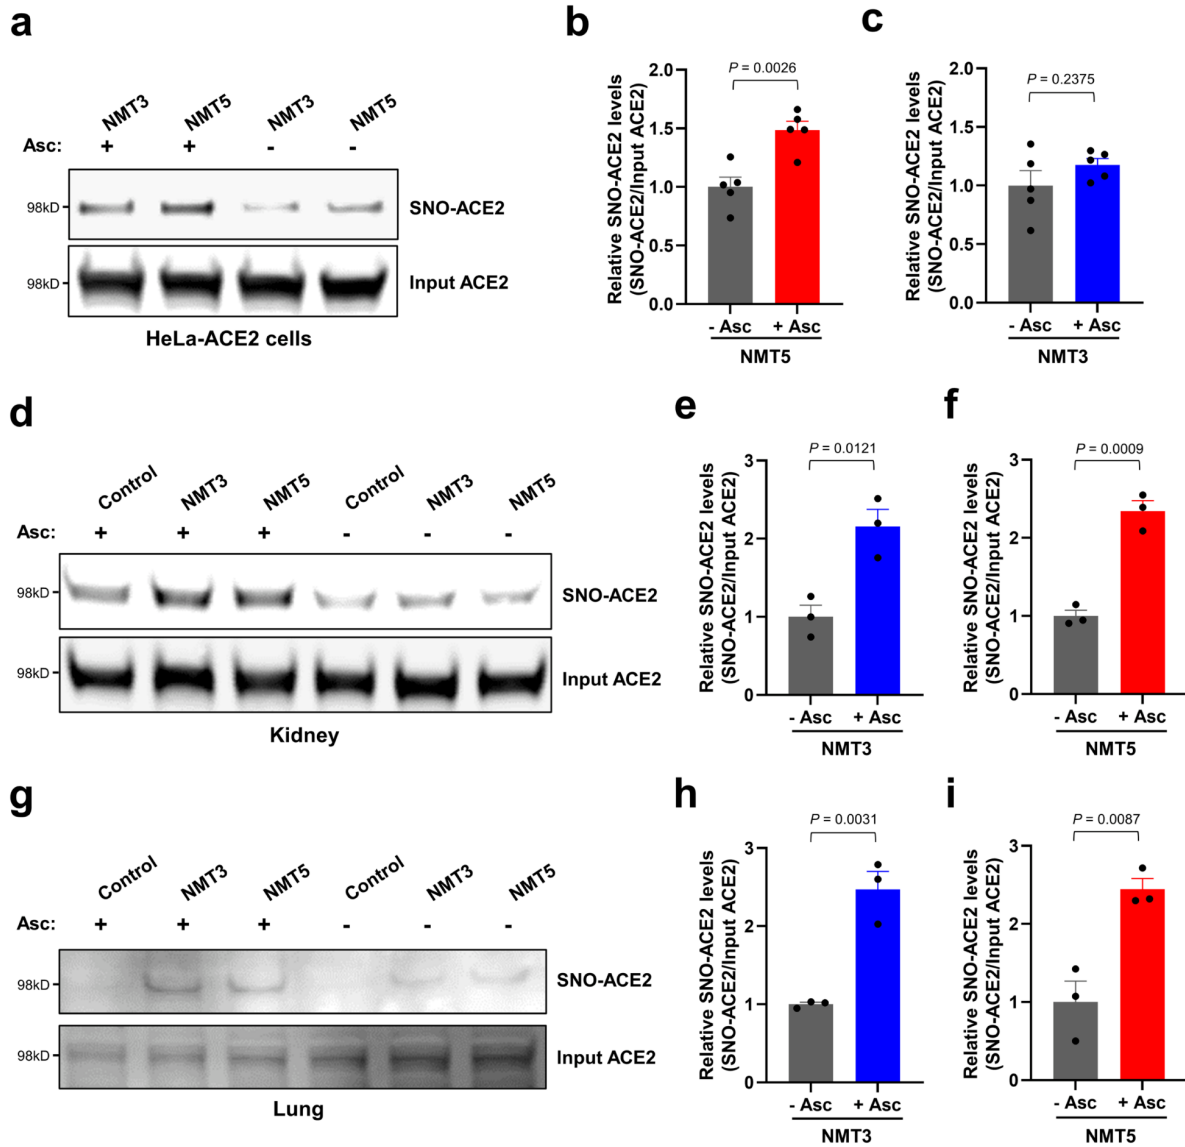 a
NMT3 NMT5 NMT3 NMT5
Asc: + + - -
98kD
SNO-ACE2
98kD
Input ACE2
HeLa-ACE2 cells
b
Relative SNO-ACE2 levels
(SNO-ACE2/Input ACE2)
2.0
1.5
1.0
0.5
0.0
P = 0.0026
- Asc + Asc
NMT5
c
Relative SNO-ACE2 levels
(SNO-ACE2/Input ACE2)
2.0
1.5
1.0
0.5
0.0
P = 0.2375
- Asc + Asc
NMT3
d
Control NMT3 NMT5 Control NMT3 NMT5
Asc: + + + - - -
98kD
SNO-ACE2
98kD
Input ACE2
Kidney
e
Relative SNO-ACE2 levels
(SNO-ACE2/Input ACE2)
3
2
1
0
P = 0.0121
- Asc + Asc
NMT3
f
Relative SNO-ACE2 levels
(SNO-ACE2/Input ACE2)
3
2
1
0
P = 0.0009
- Asc + Asc
NMT5
g
Control NMT3 NMT5 Control NMT3 NMT5
Asc: + + + - - -
98kD
SNO-ACE2
98kD
Input ACE2
Lung
h
Relative SNO-ACE2 levels
(SNO-ACE2/Input ACE2)
3
2
1
0
P = 0.0031
- Asc + Asc
NMT3
i
Relative SNO-ACE2 levels
(SNO-ACE2/Input ACE2)
3
2
1
0
P = 0.0087
- Asc + Asc
NMT5